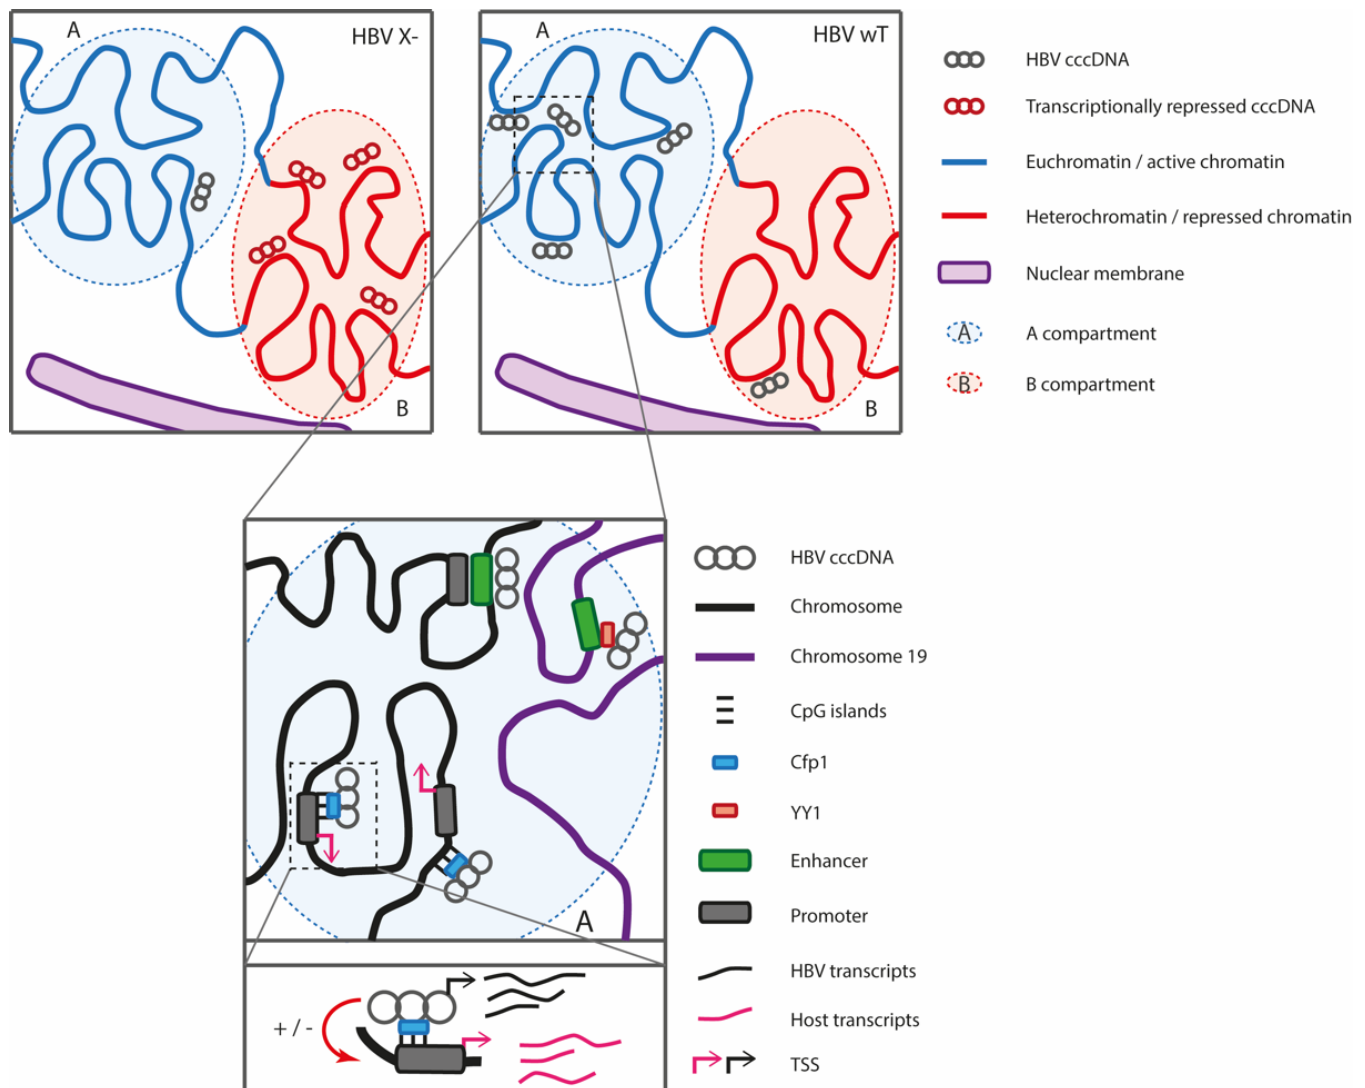 A
HBV X-
B
A
HBV wT
B
HBV cccDNA
Transcriptionally repressed cccDNA
Euchromatin / active chromatin
Heterochromatin / repressed chromatin
Nuclear membrane
A A compartment
B B compartment
A
HBV cccDNA
Chromosome
Chromosome 19
CpG islands
Cfp1
YY1
Enhancer
Promoter
HBV transcripts
Host transcripts
TSS
+ / -